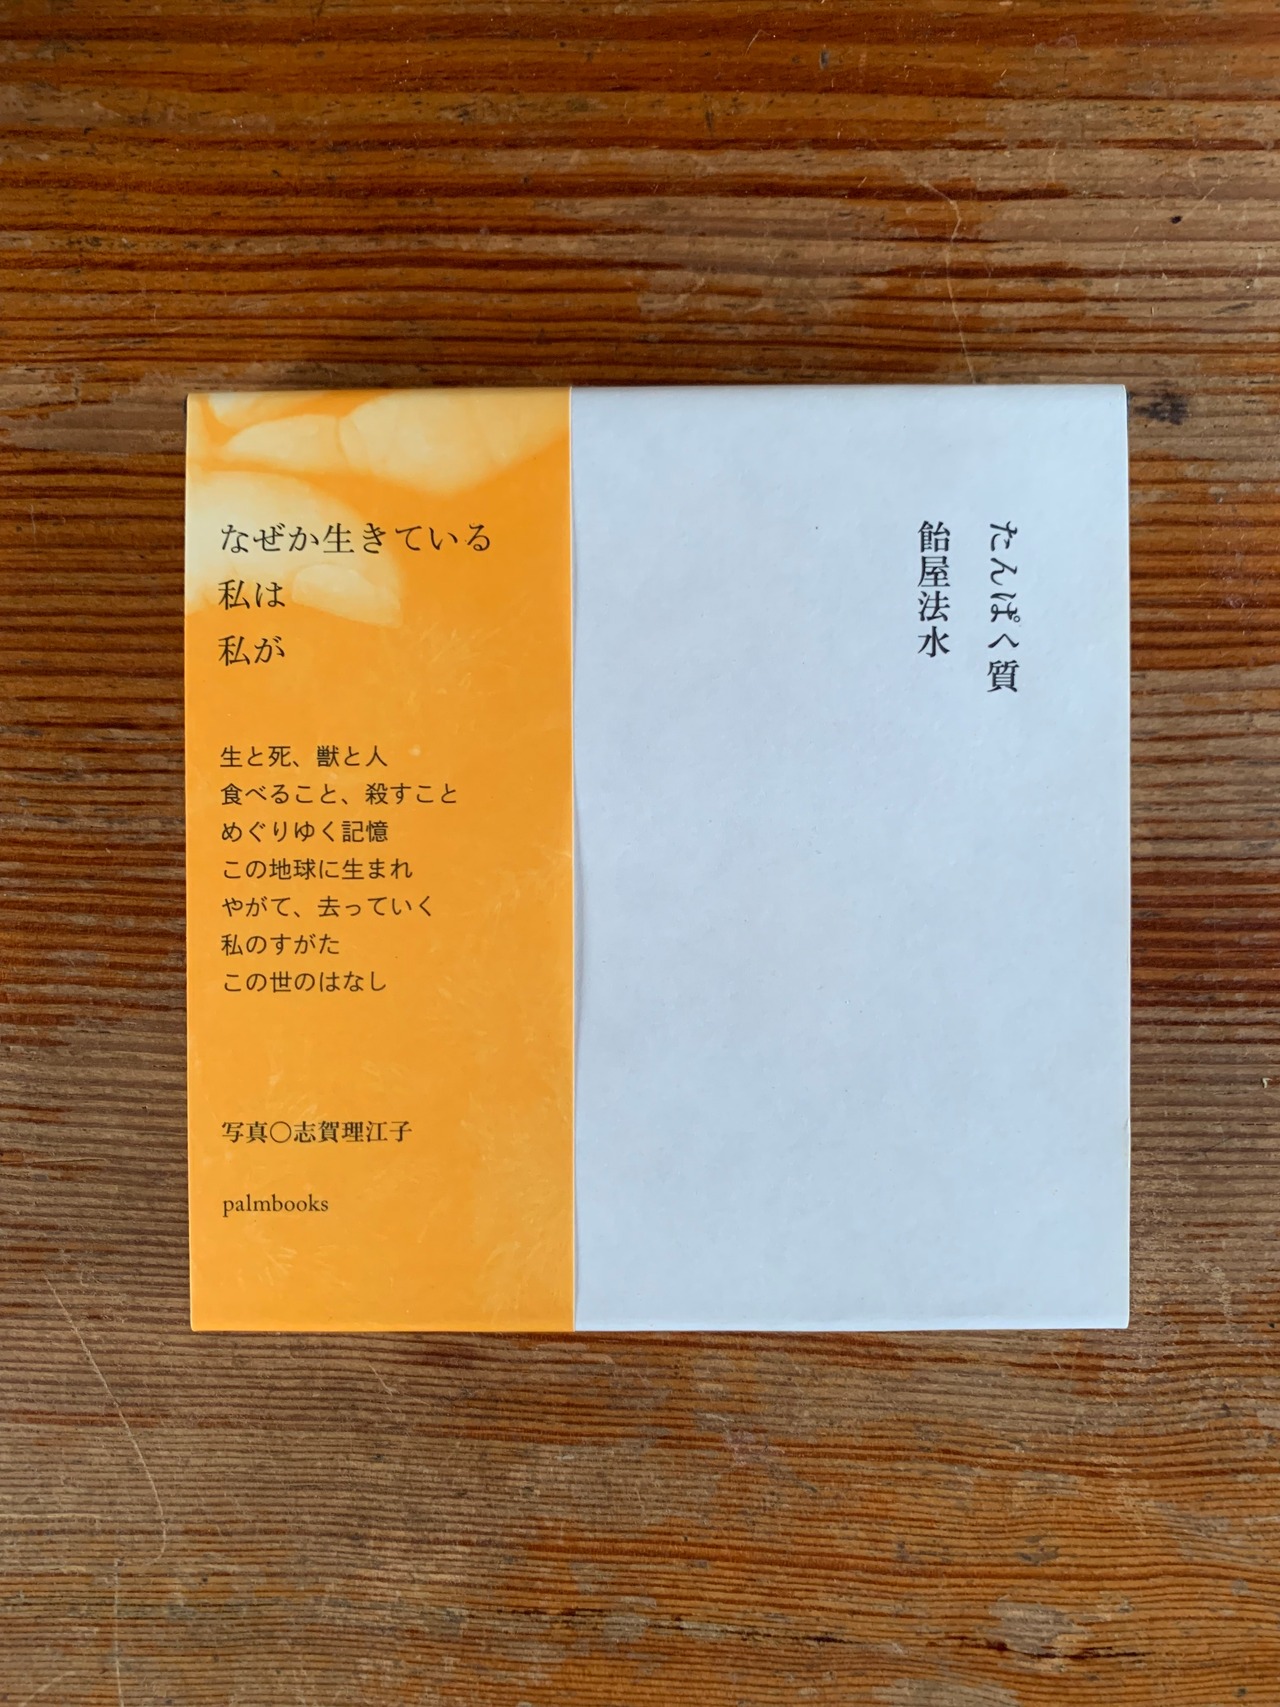 たんぱく質
飴屋法水
なぜか生きている
私は
私が
生と死、獣と人
食べること、殺すこと
めぐりゆく記憶
この地球に生まれ
やがて、去っていく
私のすがた
この世のはなし
写真○志賀理江子
palmbooks